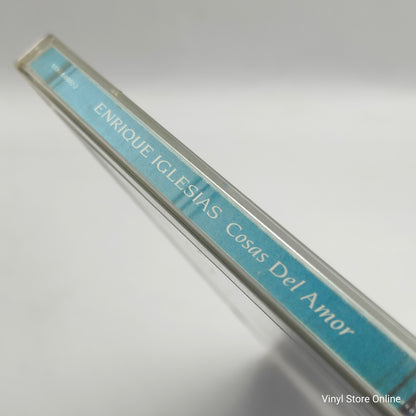 ENRIQUE IGLESIAS Cosas Del Amor
Vinyl Store Online